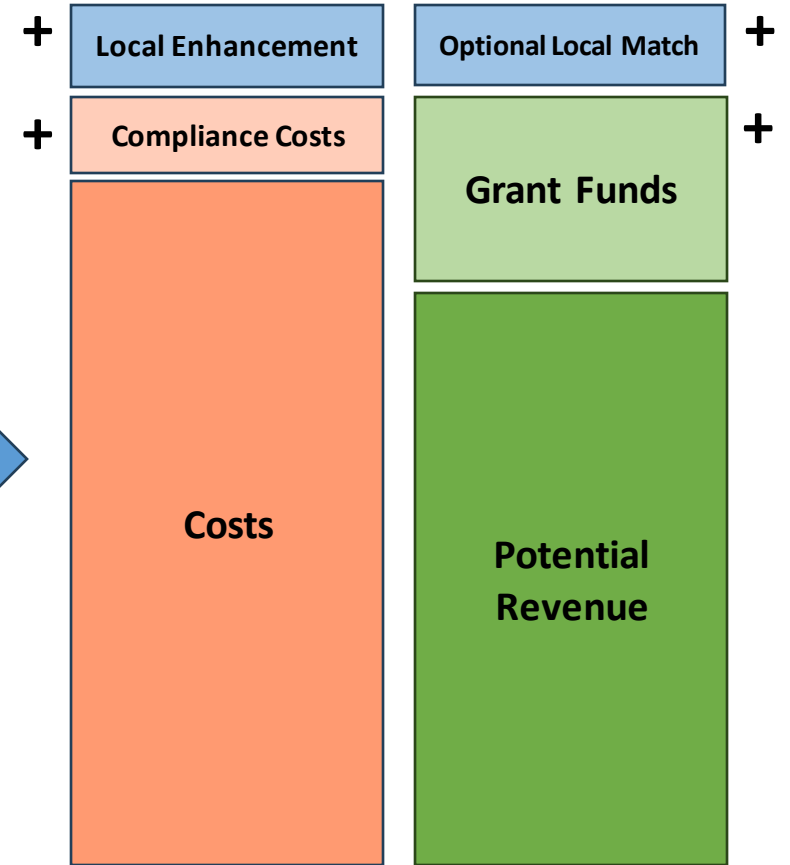 + Local Enhancement
Optional Local Match +
+ Compliance Costs
Grant Funds +
Costs
Potential
Revenue